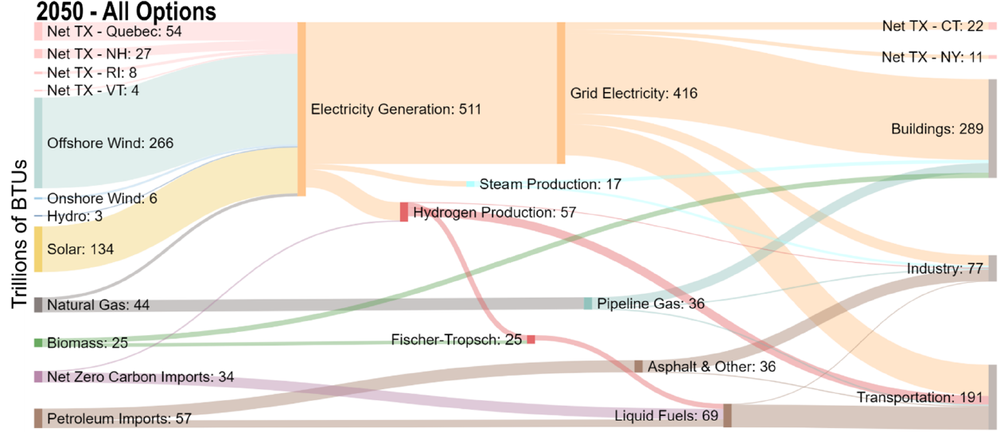 2050 - All Options
Trillions of BTUs
Net TX - Quebec: 54
Net TX - NH: 27
Net TX - RI: 8
Net TX - VT: 4
Offshore Wind: 266
Onshore Wind: 6
Hydro: 3
Solar: 134
Natural Gas: 44
Biomass: 25
Net Zero Carbon Imports: 34
Petroleum Imports: 57
Electricity Generation: 511
Hydrogen Production: 57
Steam Production: 17
Fischer-Tropsch: 25
Grid Electricity: 416
Pipeline Gas: 36
Asphalt & Other: 36
Liquid Fuels: 69
Net TX - CT: 22
Net TX - NY: 11
Buildings: 289
Industry: 77
Transportation: 191